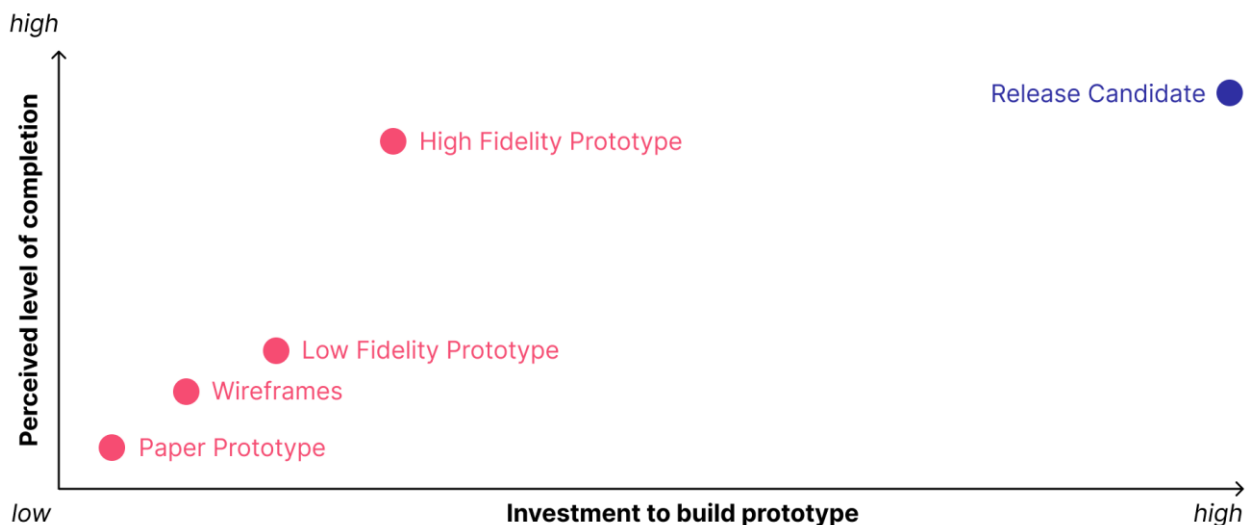 high
Perceived level of completion
Release Candidate
High Fidelity Prototype
Low Fidelity Prototype
Wireframes
Paper Prototype
low
Investment to build prototype
high